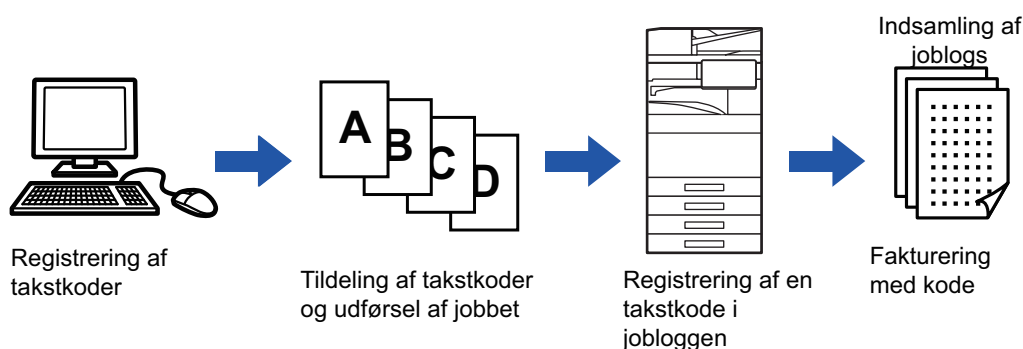 Registrering af
takstkoder
A
B
C
D
Tildeling af takstkoder
og udførsel af jobbet
Registrering af en
takstkode i
jobloggen
Indsamling af
joblogs
Fakturering
med kode